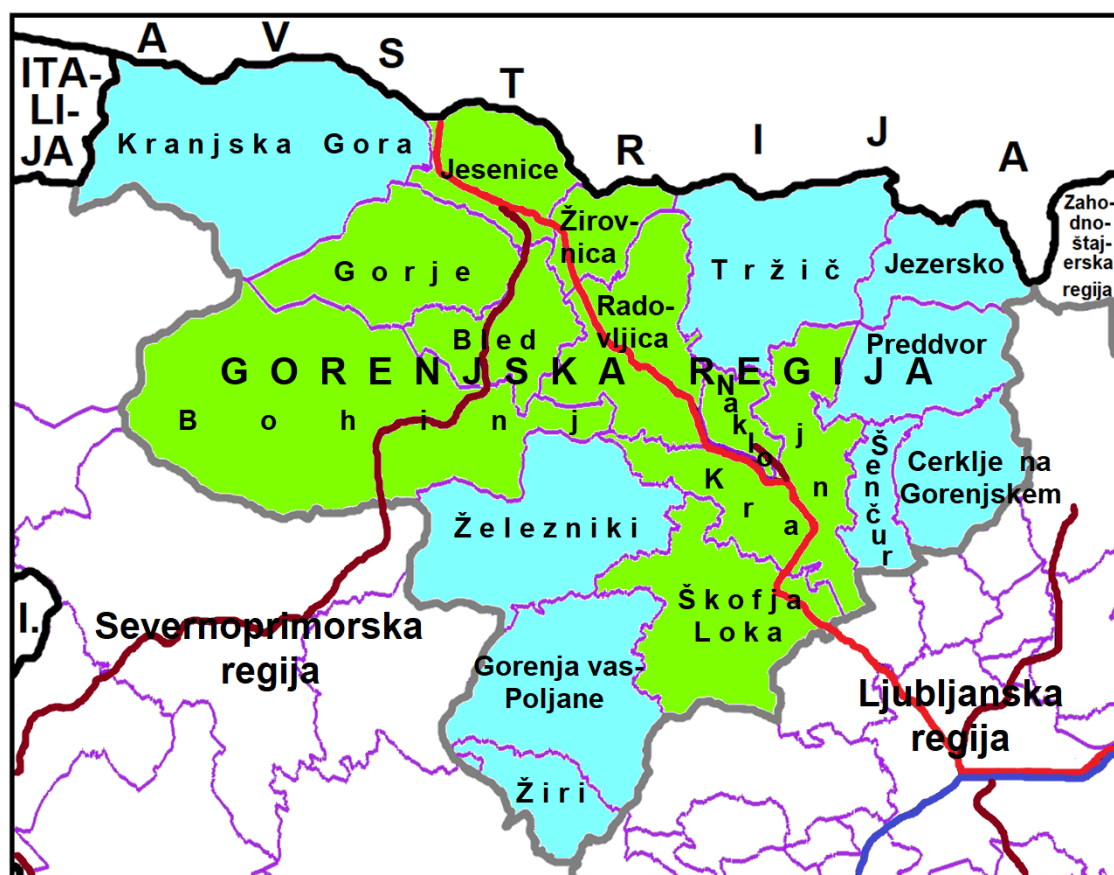 A V S T R I J A
ITA-
LI-
JA
Kranjska Gora
Jesenice
Žirov-
nica
Zaho-
dno-
štaj-
erska
regija
Gorje
Tržič
Jezersko
Rado-
vljica
Bled
Preddvor
GORENJSKA REGIJA
Bohinj
Naklo
Kranj
Šenčur
Cerklje na
Gorenjskem
Železniki
Škofja
Loka
I.
Severnoprimorska
regija
Gorenja vas-
Poljane
Ljubljanska
regija
Žiri